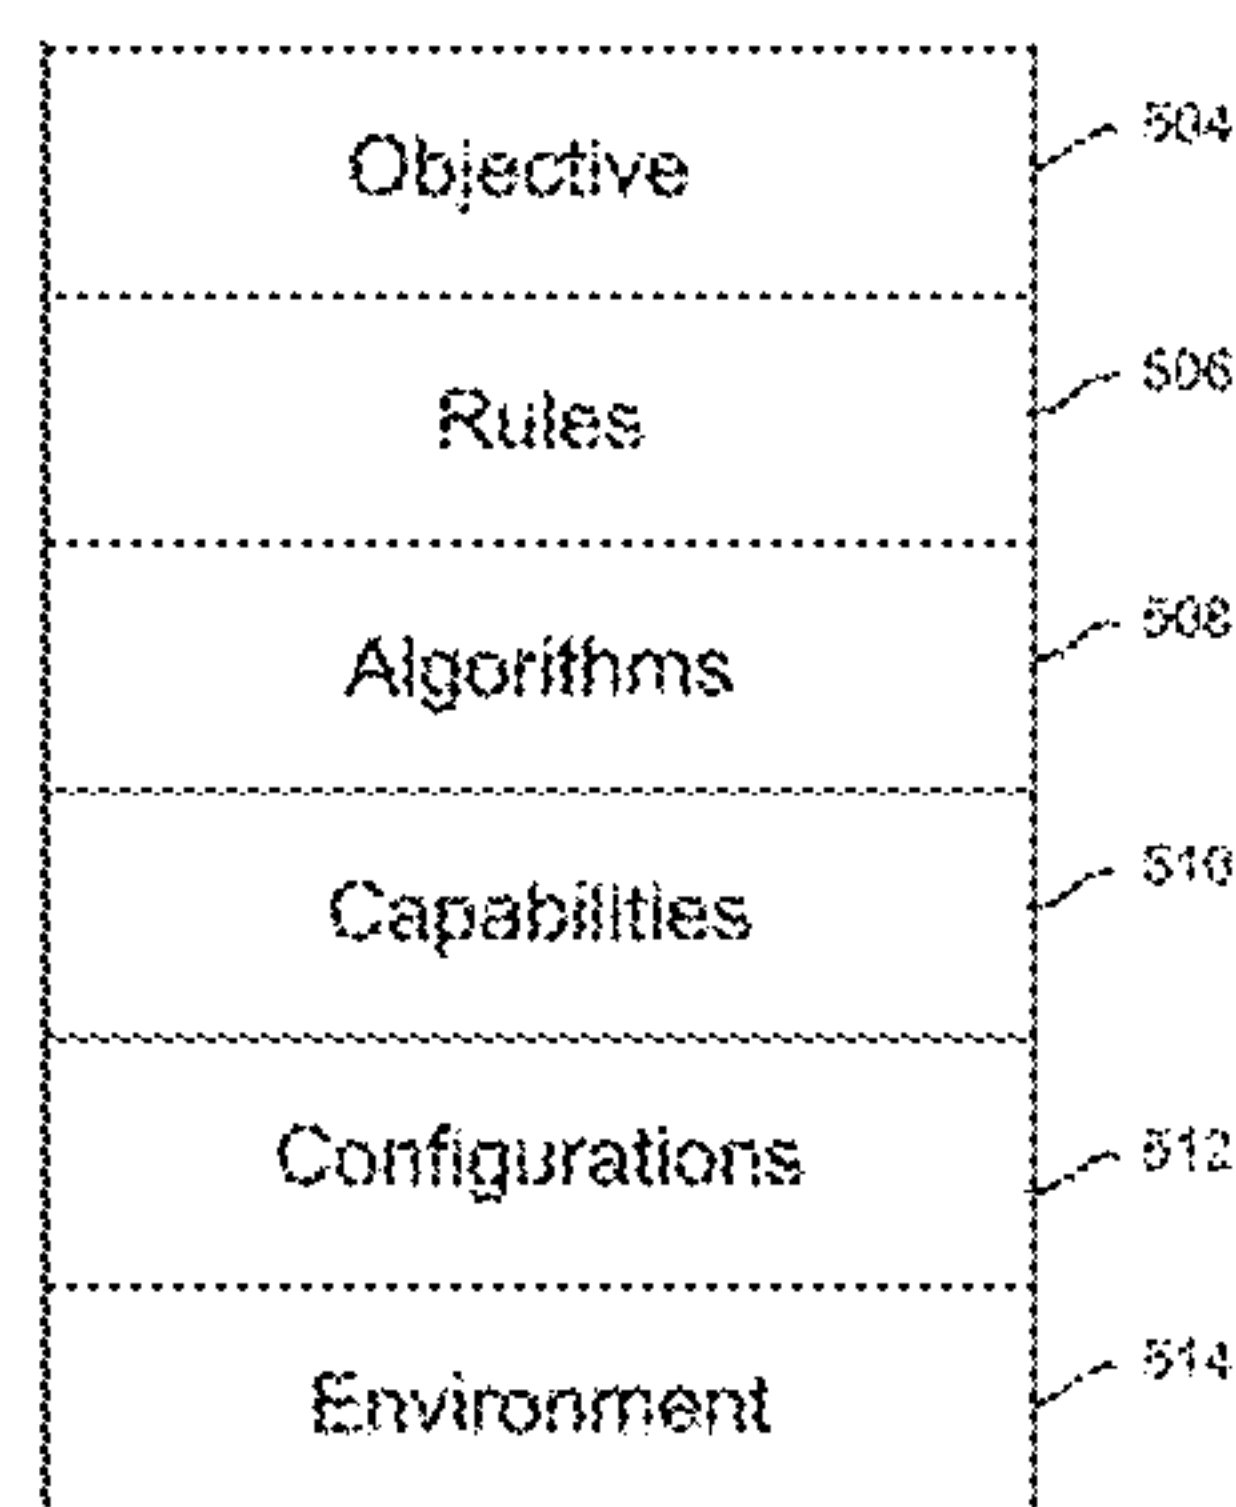 Objective 504
Rules 506
Algorithms 508
Capabilities 510
Configurations 512
Environment 514